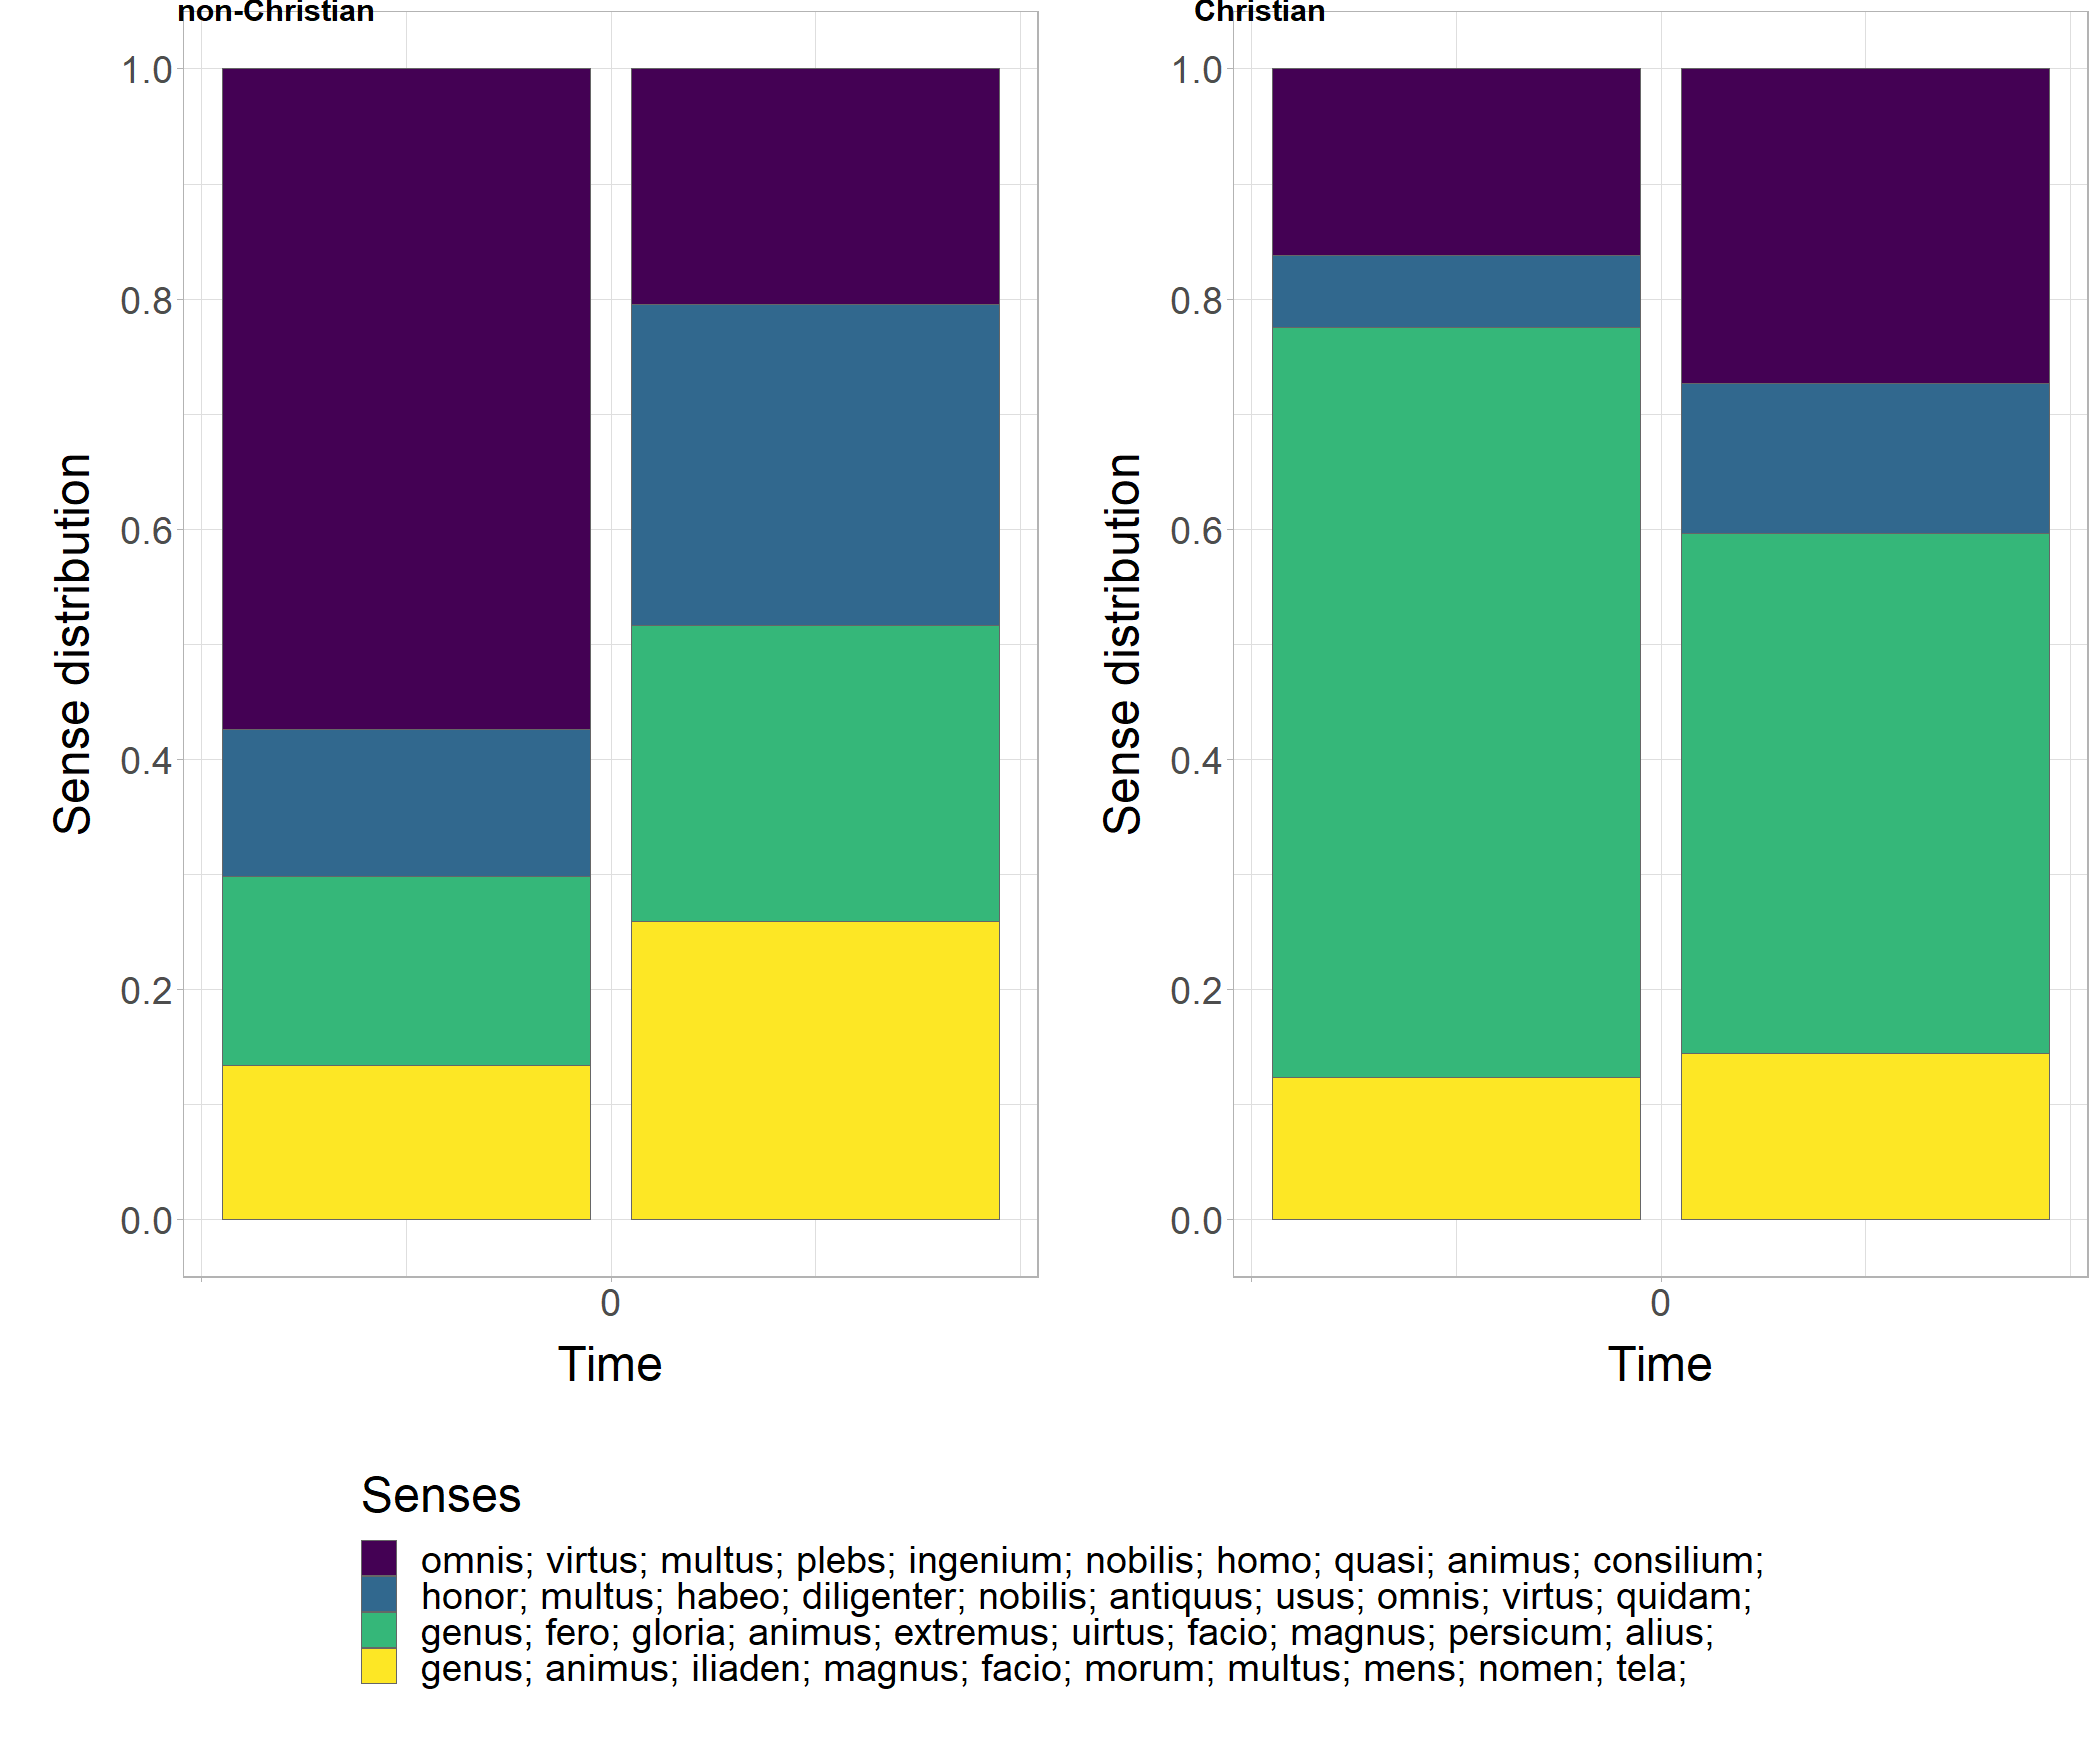 non-Christian
Christian
1.0
0.8
0.6
0.4
0.2
0.0
Sense distribution
0
Time
1.0
0.8
0.6
0.4
0.2
0.0
Sense distribution
0
Time
Senses
omnis; virtus; multus; plebs; ingenium; nobilis; homo; quasi; animus; consilium;
honor; multus; habeo; diligenter; nobilis; antiquus; usus; omnis; virtus; quidam;
genus; fero; gloria; animus; extremus; uirtus; facio; magnus; persicum; alius;
genus; animus; iliaden; magnus; facio; morum; multus; mens; nomen; tela;